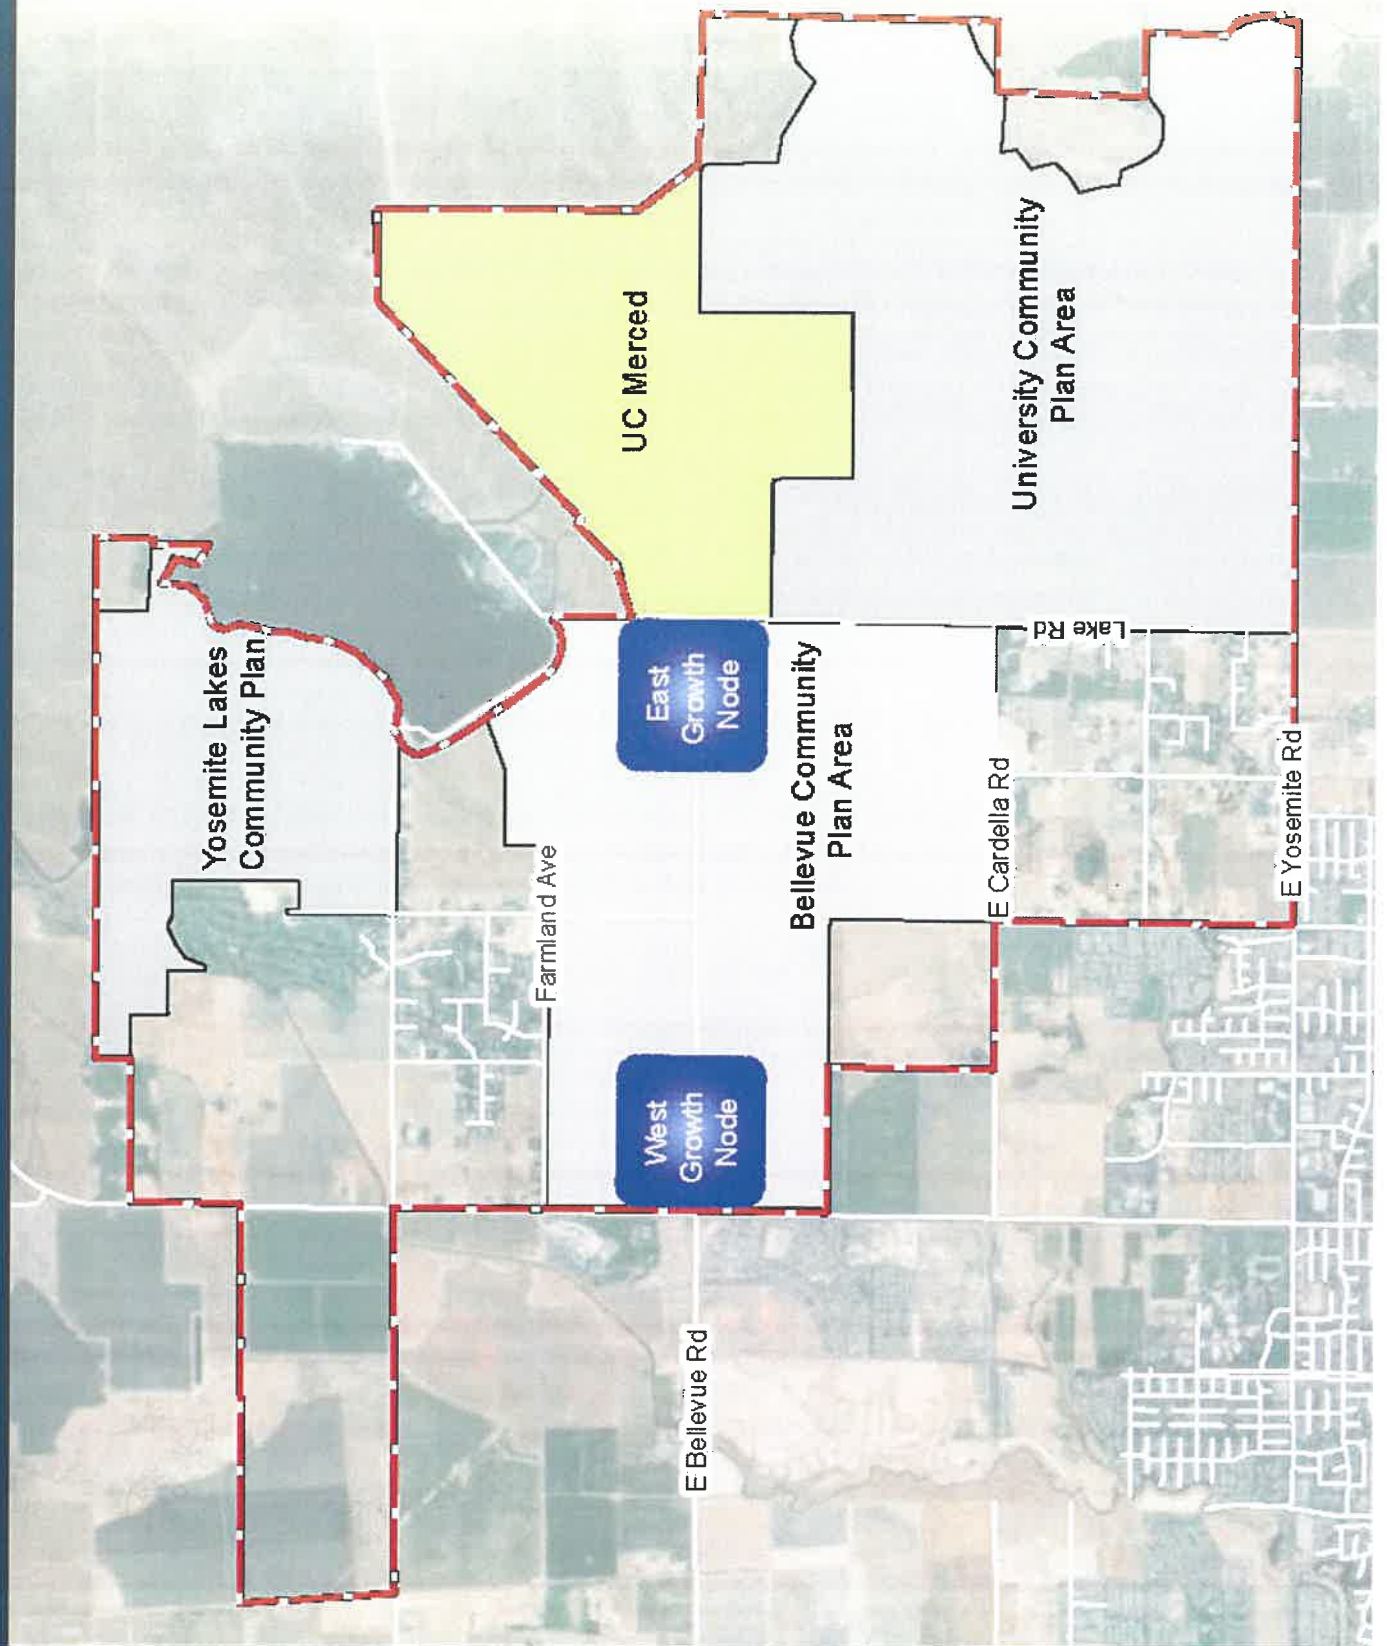 Yosemite Lakes
Community Plan
UC Merced
Farmland Ave
West
Growth
Node
East
Growth
Node
E Bellevue Rd
Bellevue Community
Plan Area
University Community
Plan Area
E Cardella Rd
Lake Rd
E Yosemite Rd